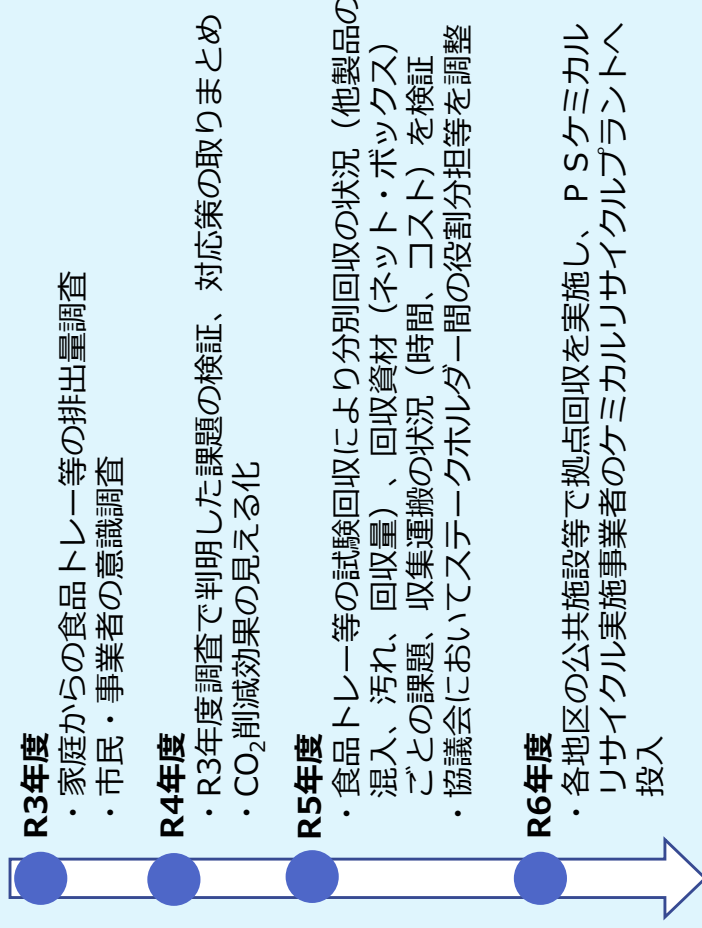 R3年度
・家庭からの食品トレー等の排出量調査
・市民・事業者の意識調査
R4年度
・R3年度調査で判明した課題の検証、対応策の取りまとめ
・CO₂削減効果の見える化
R5年度
・食品トレー等の試験回収により分別回収の状況（他製品の
混入、汚れ、回収量）、回収資材（ネット・ボックス）
ごとの課題、収集運搬の状況（時間、コスト）を検証
・協議会においてステークホルダー間の役割分担等を調整
R6年度
・各地区の公共施設等で拠点回収を実施し、ＰＳケミカル
リサイクル実施事業者のケミカルリサイクルプラントへ
投入